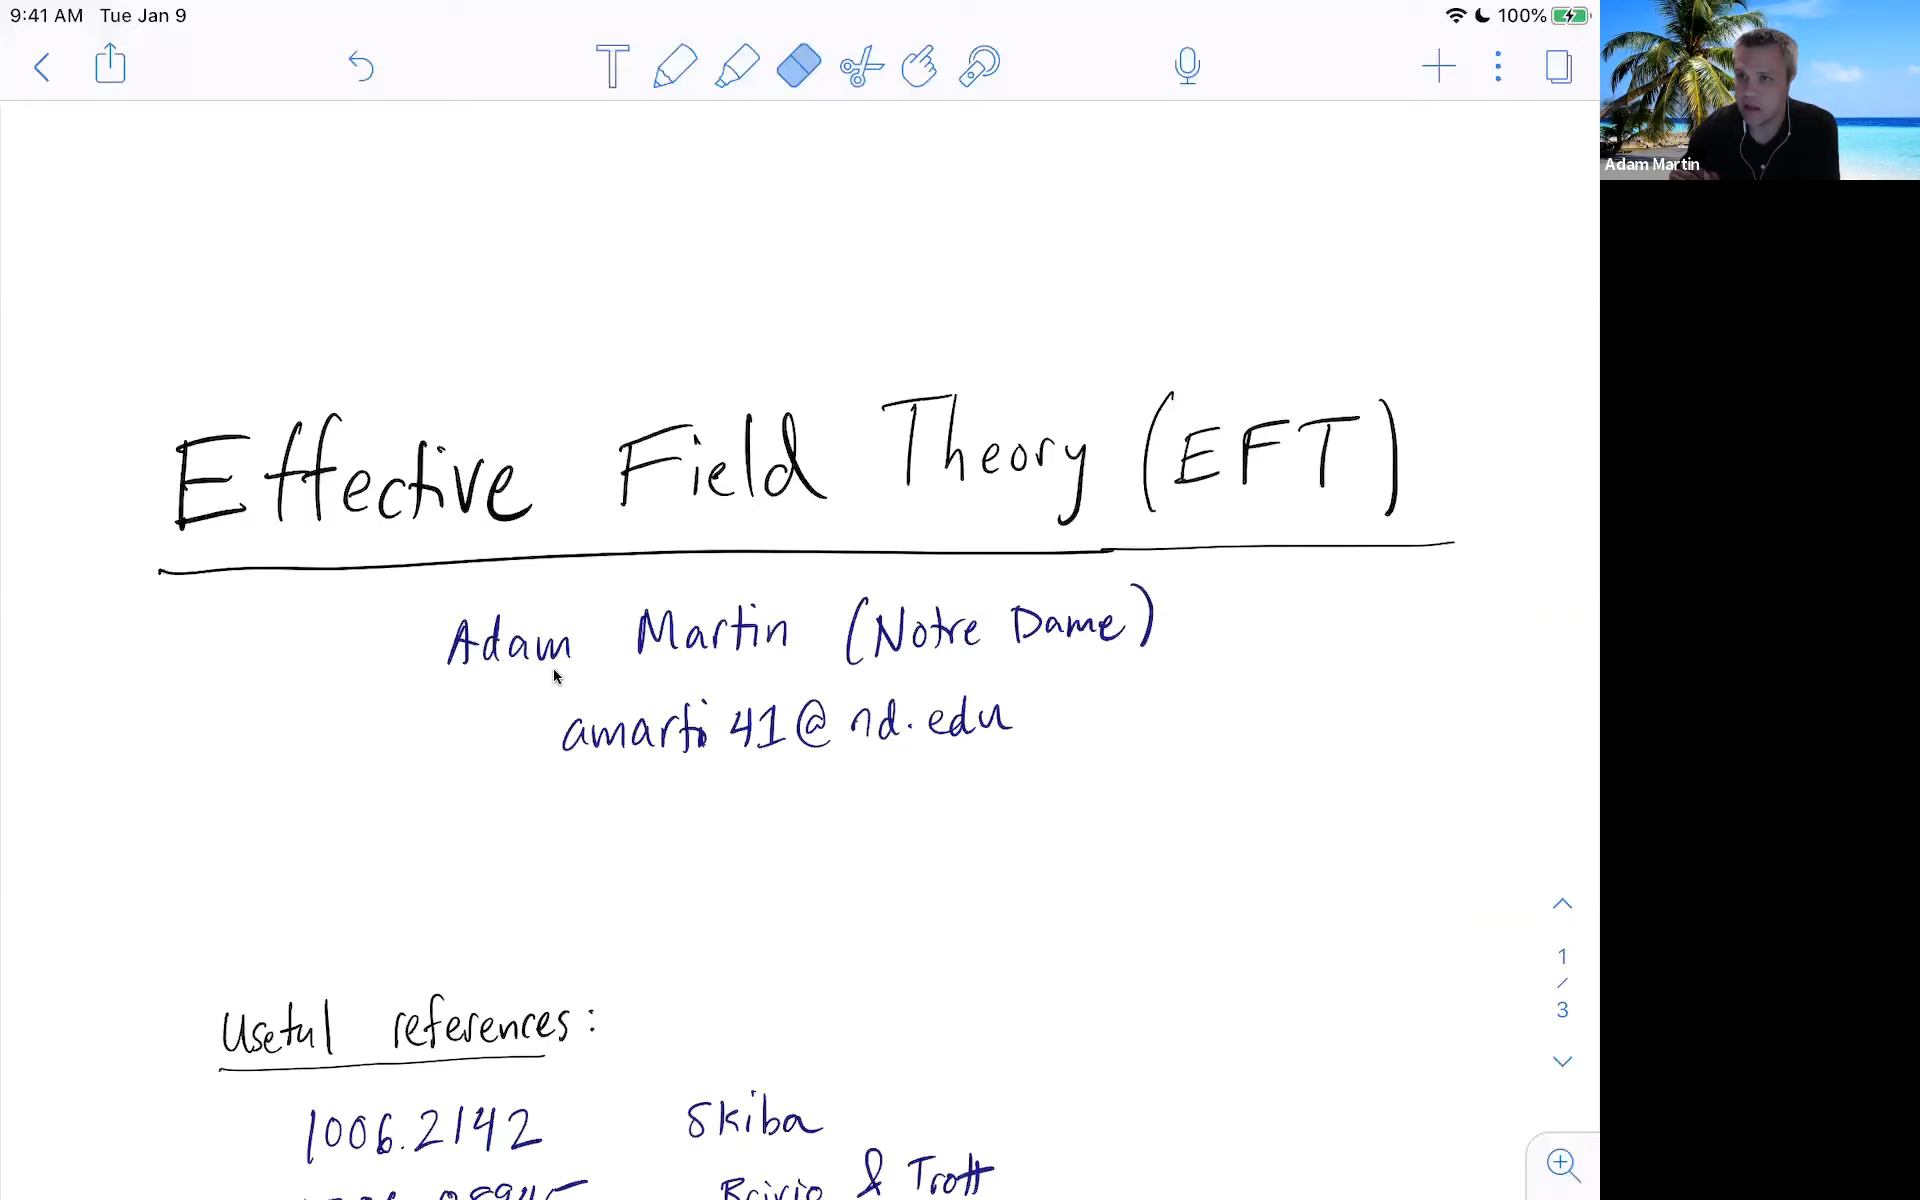 9:41 AM Tue Jan 9
100%
Adam Martin
Effective Field Theory (EFT)
Adam Martin (Notre Dame)
amarti41@nd.edu
1
/
3
Useful references:
1006.2142 Skiba
Brivio & Trott